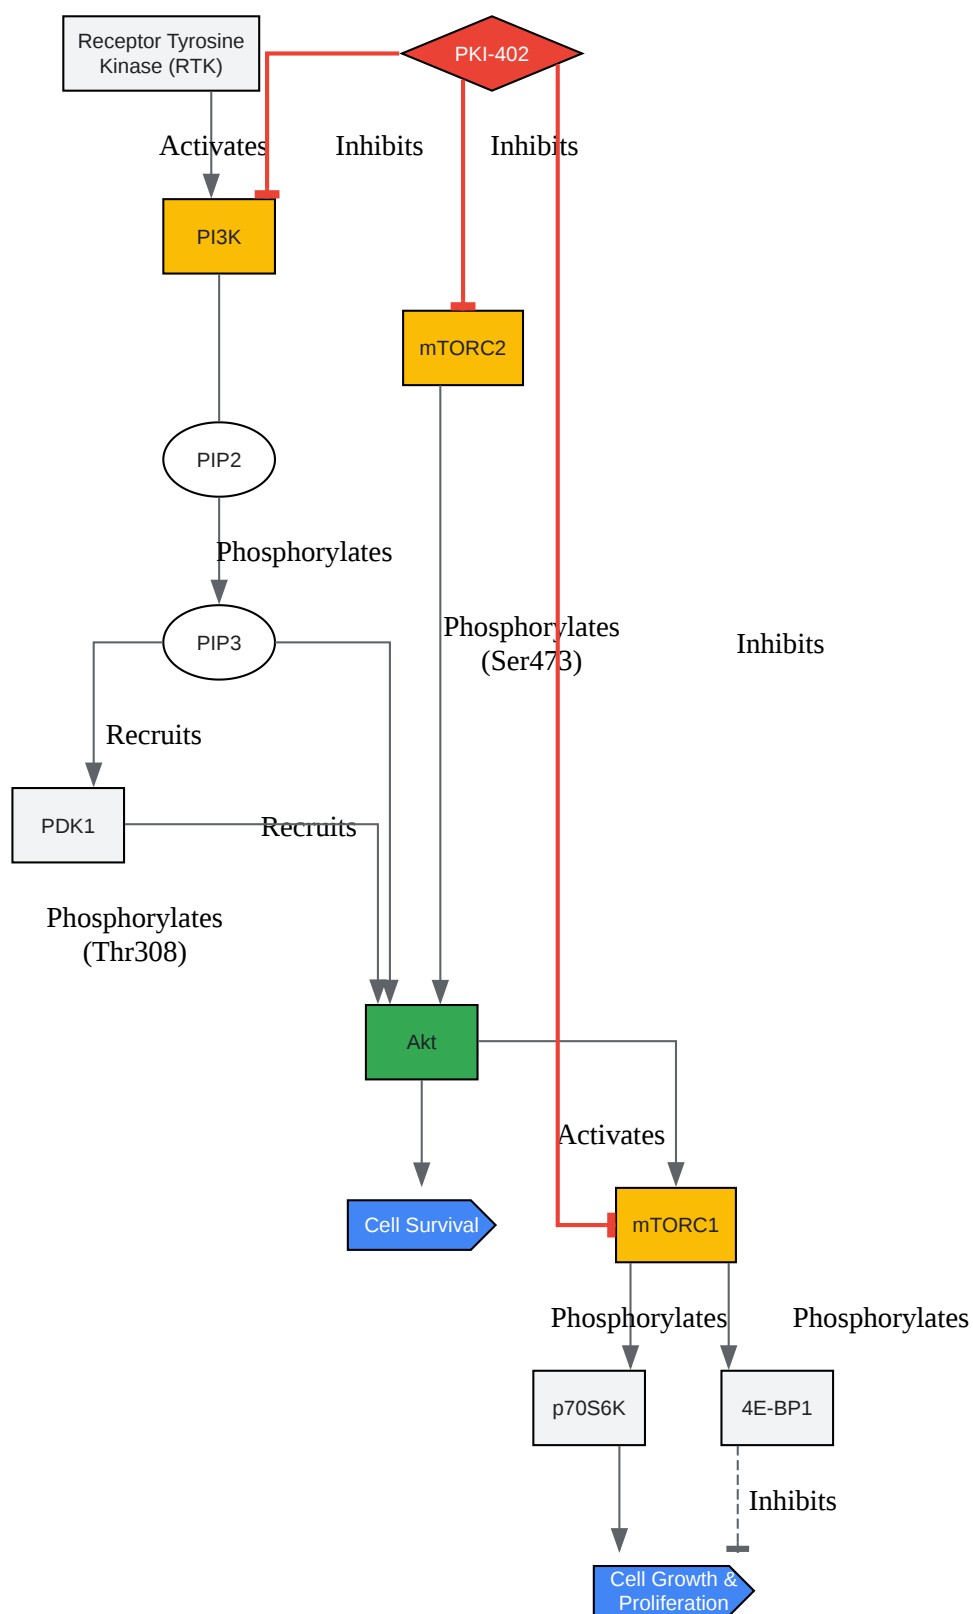 Receptor Tyrosine
Kinase (RTK)
PKI-402
Activates
Inhibits
Inhibits
PI3K
mTORC2
PIP2
Phosphorylates
PIP3
Phosphorylates
(Ser473)
Inhibits
Recruits
PDK1
Recruits
Phosphorylates
(Thr308)
Akt
Activates
Cell Survival
mTORC1
Phosphorylates
Phosphorylates
p70S6K
4E-BP1
Inhibits
Cell Growth &
Proliferation